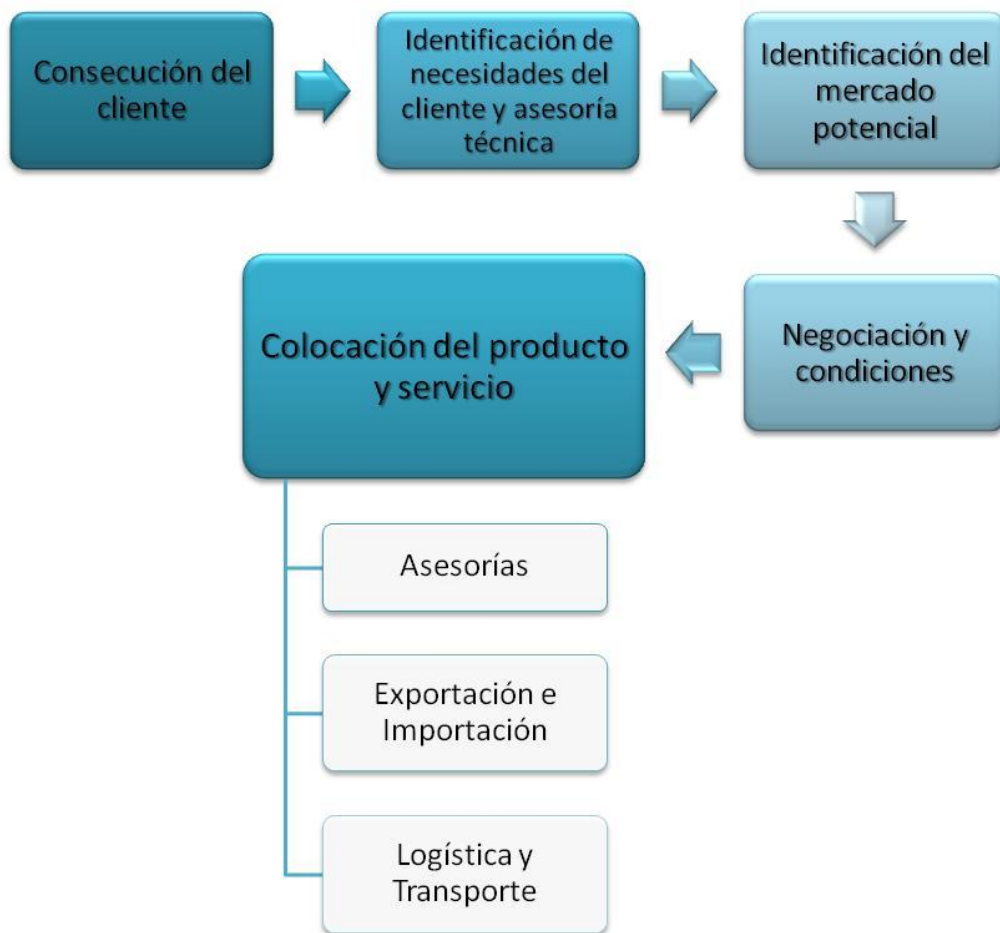 Consecución del
cliente
Identificación de
necesidades del
cliente y asesoría
técnica
Identificación del
mercado
potencial
Negociación y
condiciones
Colocación del producto
y servicio
Asesorías
Exportación e
Importación
Logística y
Transporte